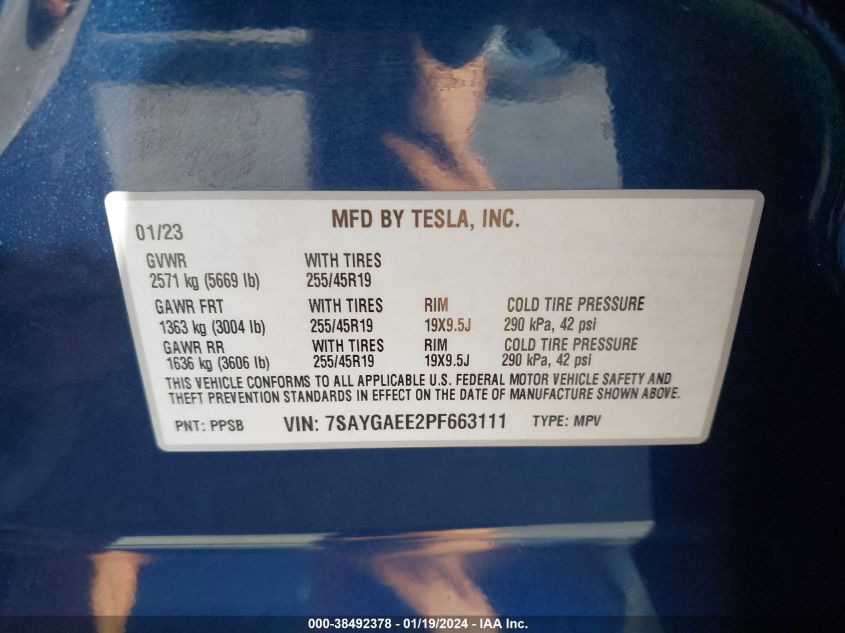 MFD BY TESLA, INC.
01/23
GVWR WITH TIRES
2571 kg (5669 lb) 255/45R19
GAWR FRT WITH TIRES RIM COLD TIRE PRESSURE
1363 kg (3004 lb) 255/45R19 19X9.5J 290 kPa, 42 psi
GAWR RR WITH TIRES RIM COLD TIRE PRESSURE
1636 kg (3606 lb) 255/45R19 19X9.5J 290 kPa, 42 psi
THIS VEHICLE CONFORMS TO ALL APPLICABLE U.S. FEDERAL MOTOR VEHICLE SAFETY AND
THEFT PREVENTION STANDARDS IN EFFECT ON THE DATE OF MANUFACTURE SHOWN ABOVE.
PNT: PPSB VIN: 7SAYGAEE2PF663111 TYPE: MPV
000-38492378 - 01/19/2024 - IAA Inc.